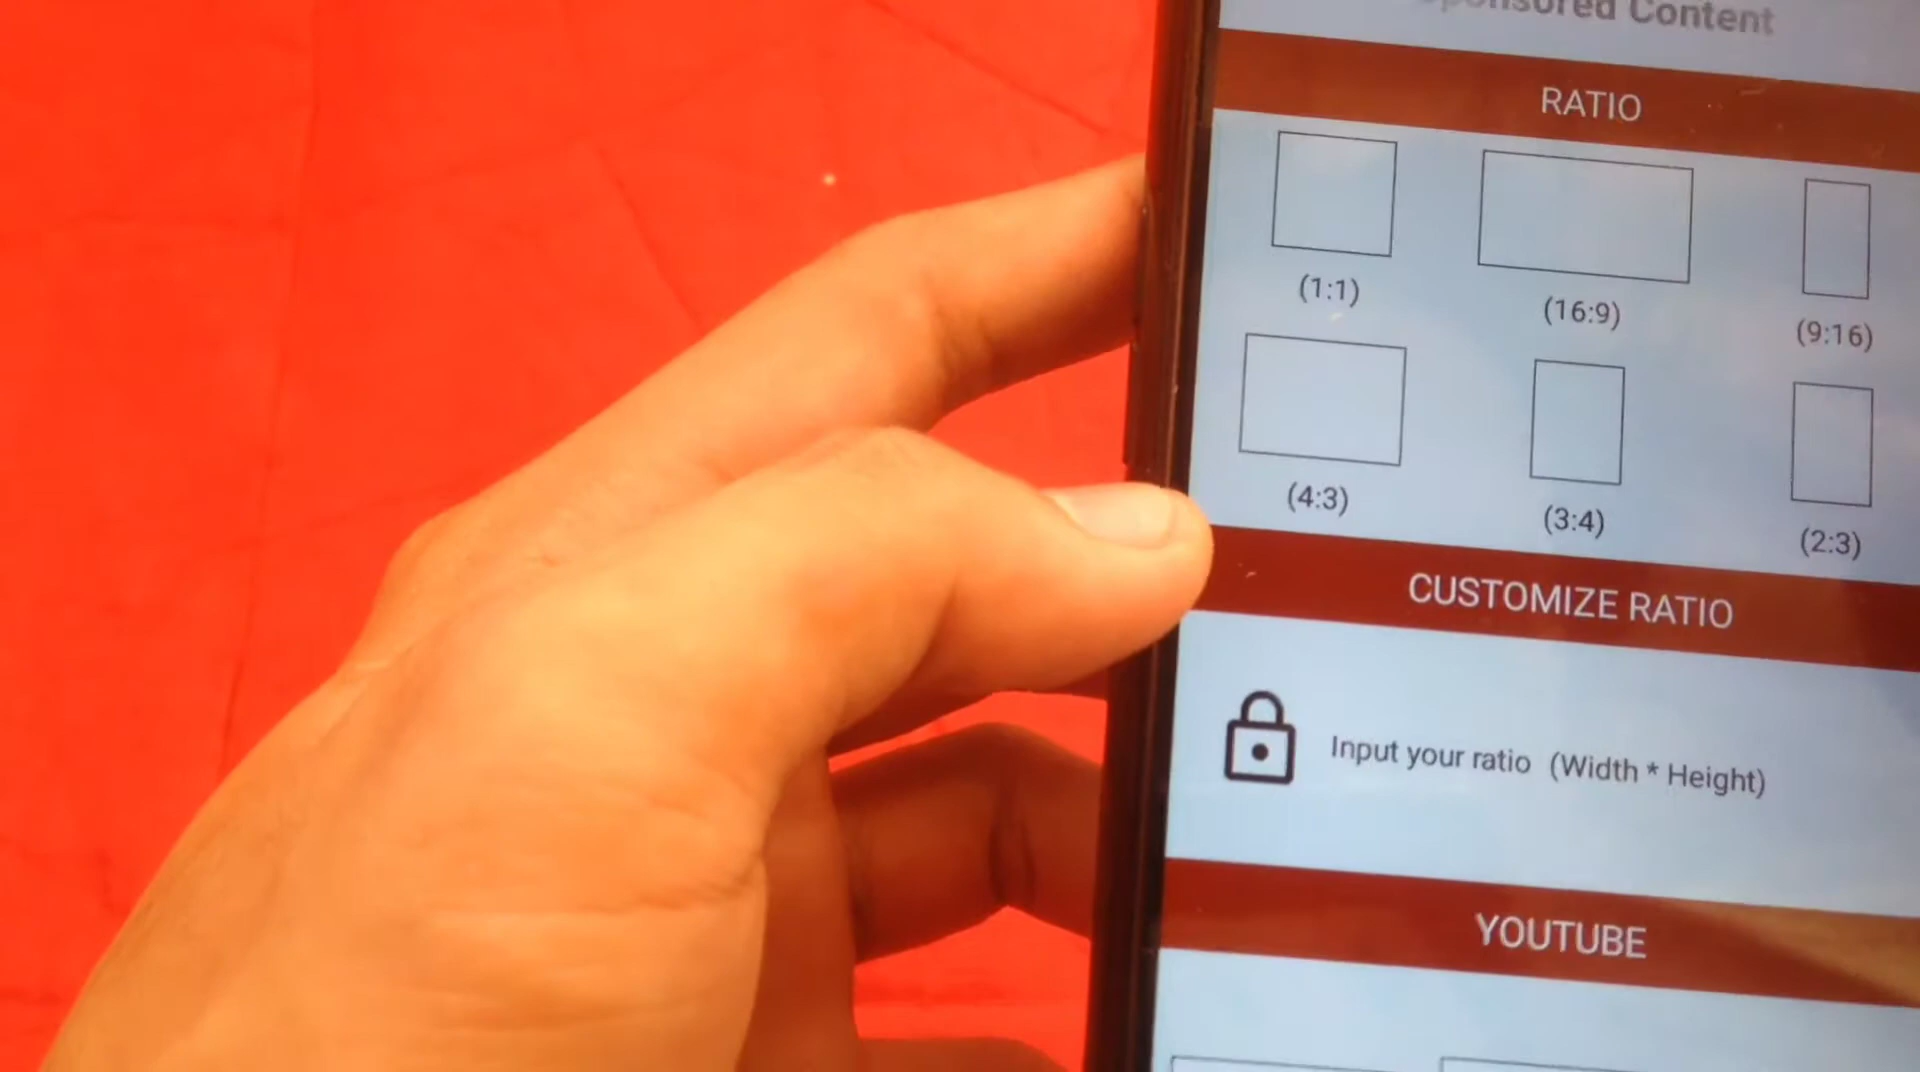 Sponsored Content
RATIO
(1:1)
(16:9)
(9:16)
(4:3)
(3:4)
(2:3)
CUSTOMIZE RATIO
Input your ratio (Width * Height)
YOUTUBE